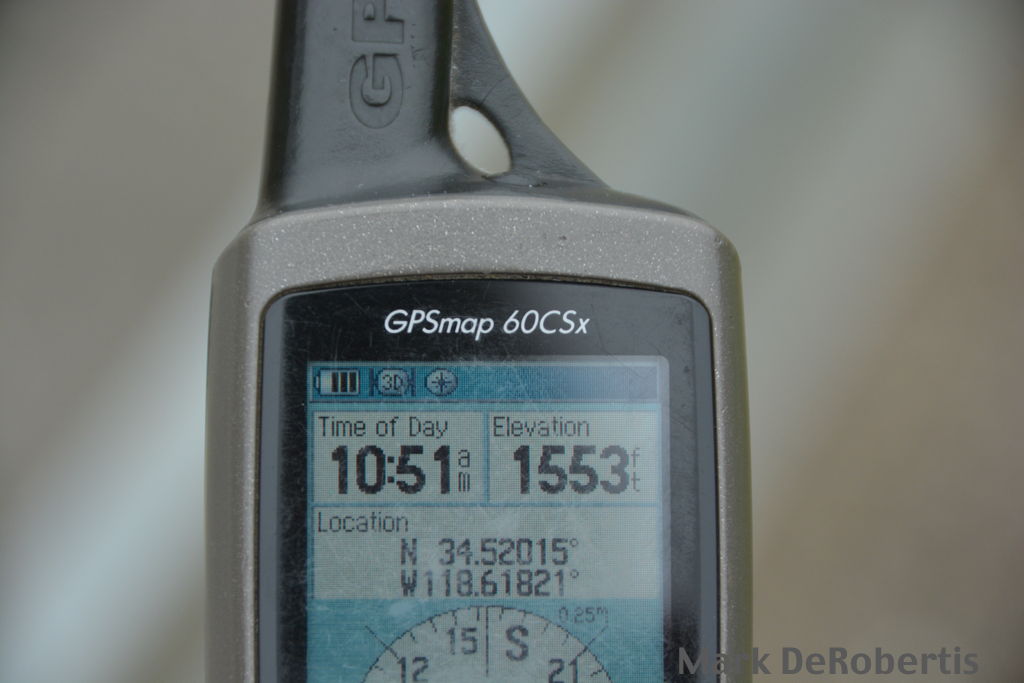 GP
GPSmap 60CSx
3D
Time of Day
10:51 am
Elevation
1553 ft
Location
N 34.52015°
W118.61821°
0.25m
12 15 S 21
Mark DeRobertis